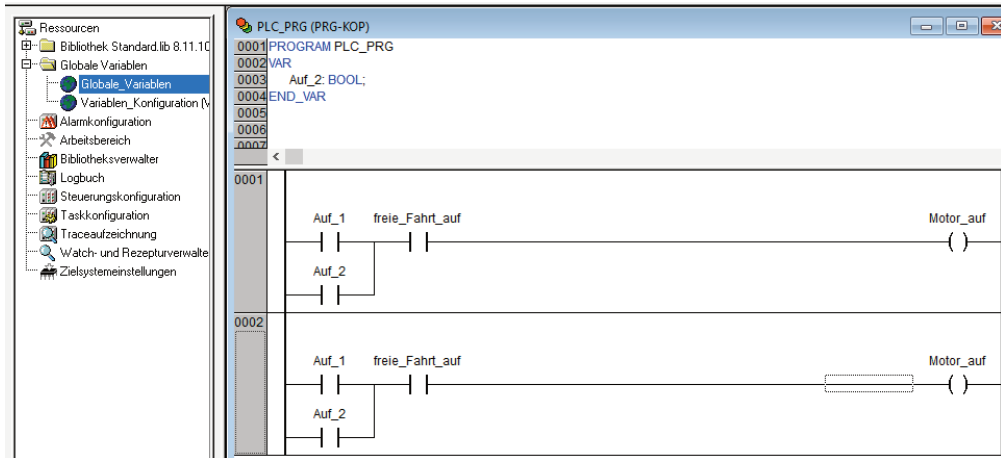 Ressourcen
Bibliothek Standard.lib 8.11.10
Globale Variablen
Globale_Variablen
Variablen_Konfiguration (V
Alarmkonfiguration
Arbeitsbereich
Bibliotheksverwalter
Logbuch
Steuerungskonfiguration
Taskkonfiguration
Traceaufzeichnung
Watch- und Rezepturverwalte
Zielsystemeinstellungen
PLC_PRG (PRG-KOP)
0001 PROGRAM PLC_PRG
0002 VAR
0003 Auf_2: BOOL;
0004 END_VAR
0005
0006
0007
0001
Auf_1 freie_Fahrt_auf Motor_auf
Auf_2
0002
Auf_1 freie_Fahrt_auf Motor_auf
Auf_2